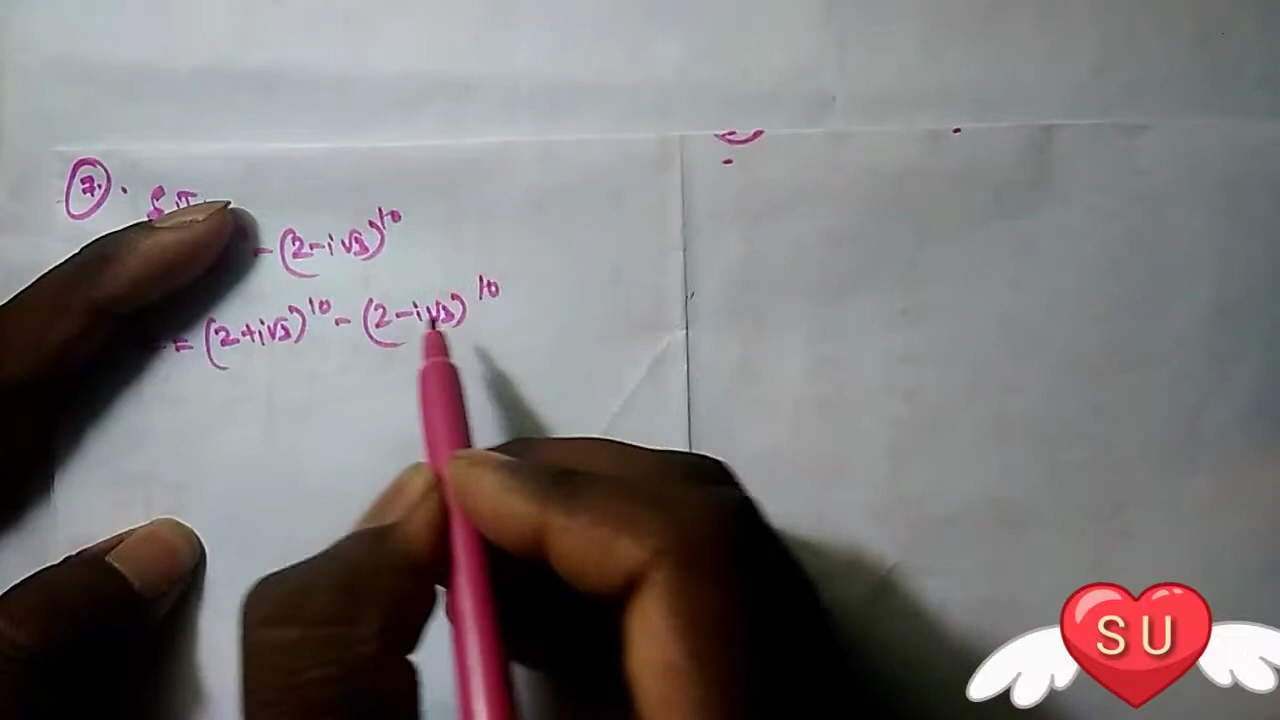 7.
- (2-i√3)^10
= (2+i√3)^10 - (2-i√3)^10
SU